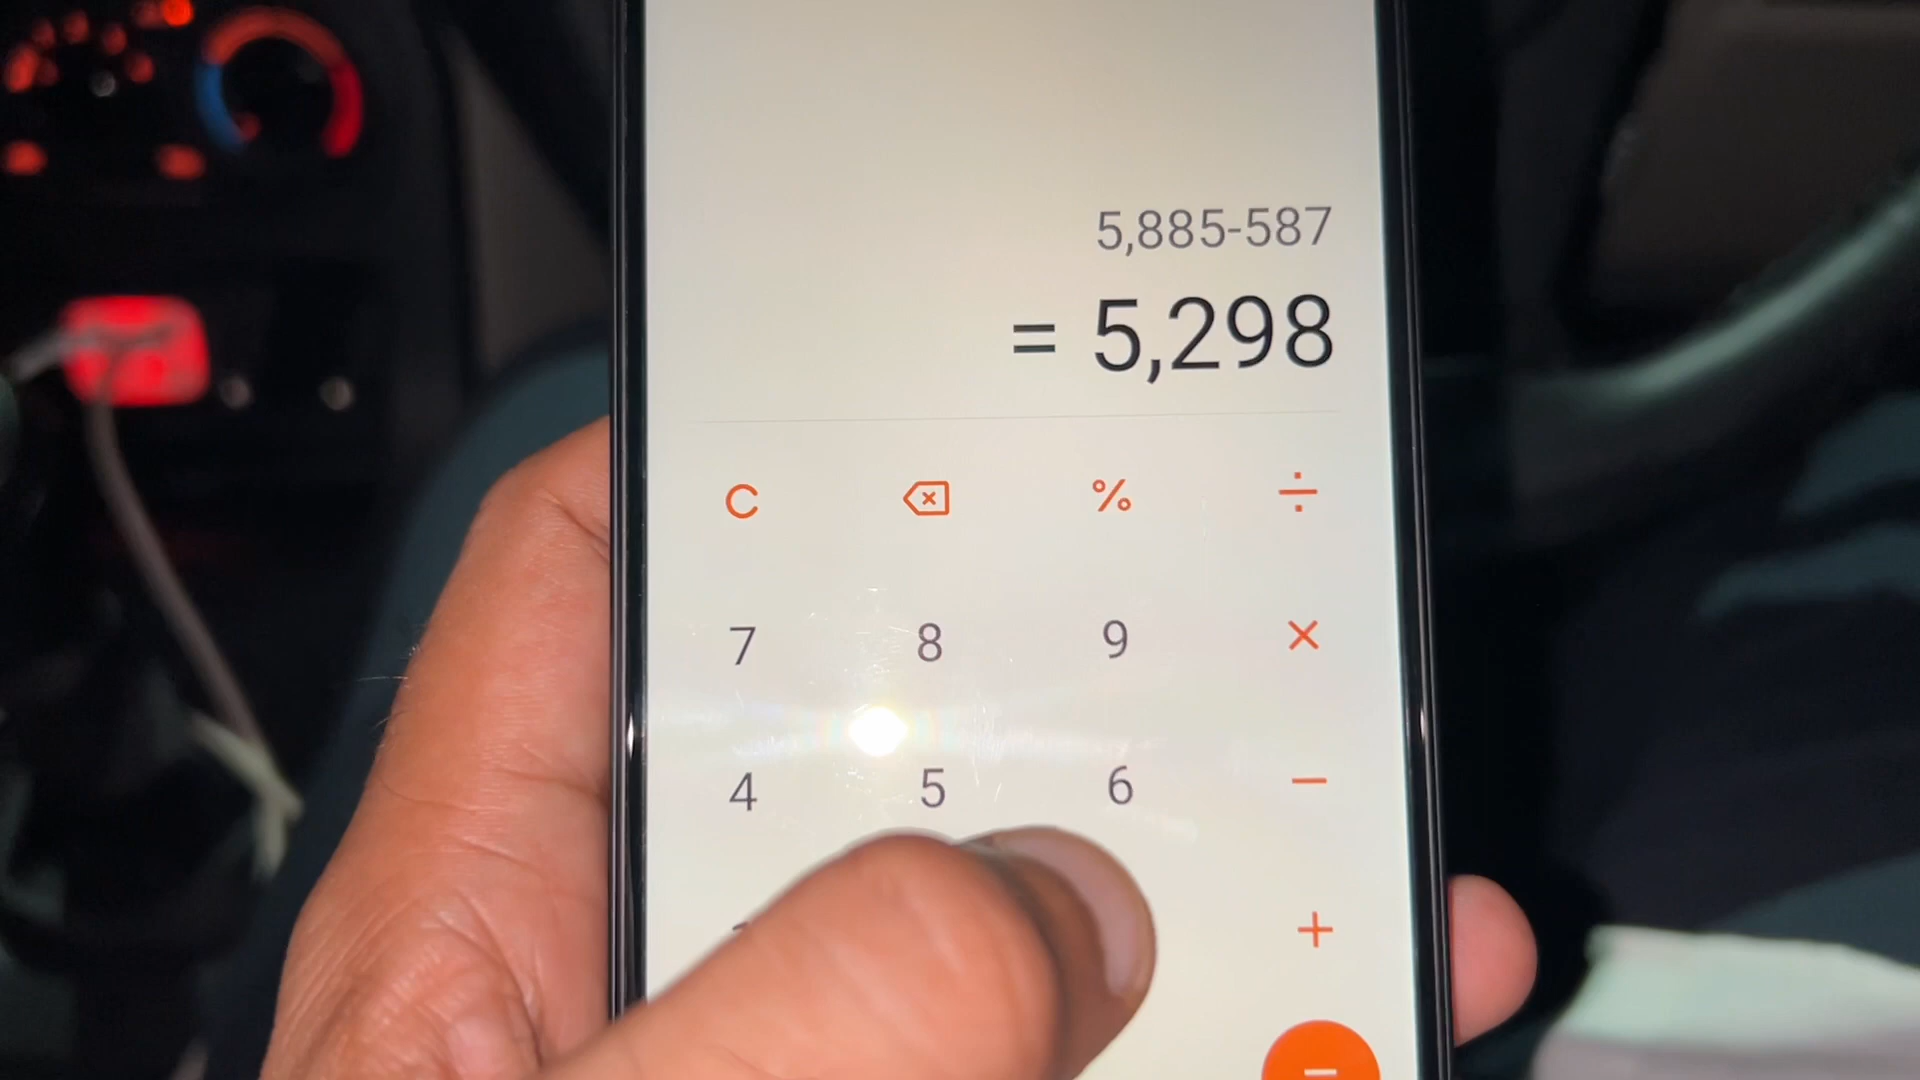 5,885-587
= 5,298
C % ÷
7 8 9 ×
4 5 6 −
+
=